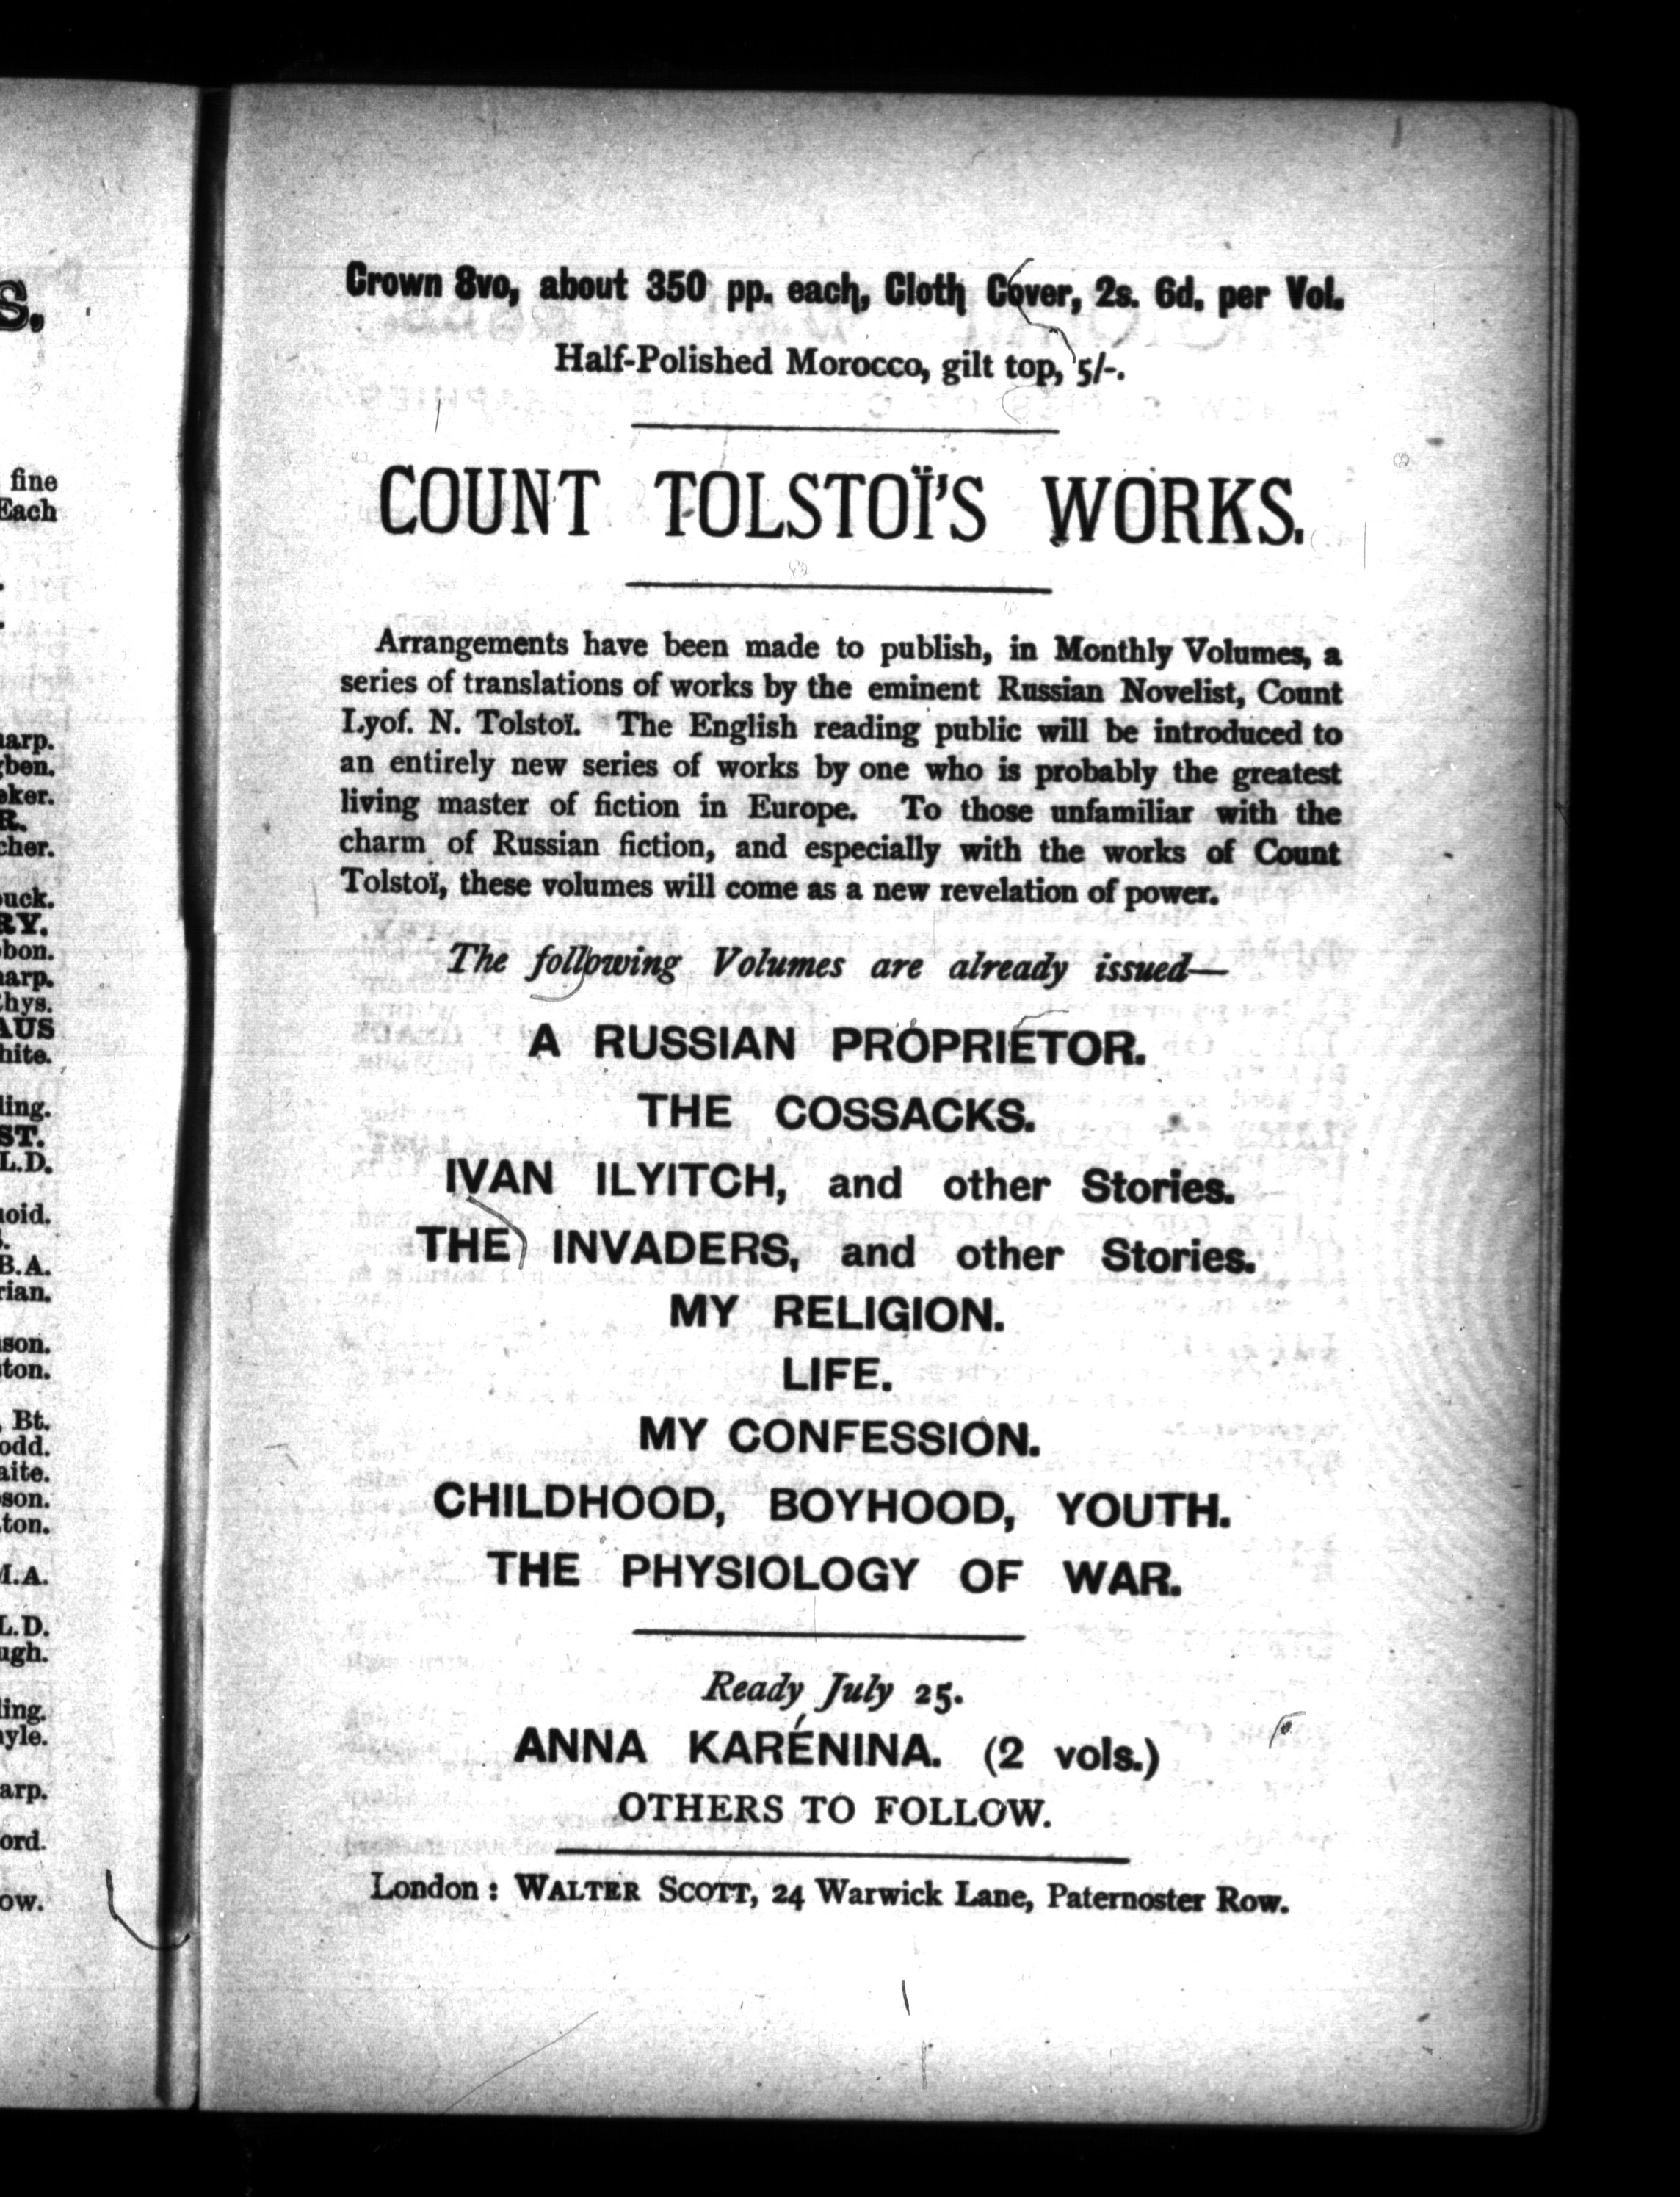 Crown 8vo, about 350 pp. each, Cloth Cover, 2s. 6d. per Vol.
Half-Polished Morocco, gilt top, 5/-.
COUNT TOLSTOÏ'S WORKS.
Arrangements have been made to publish, in Monthly Volumes, a
series of translations of works by the eminent Russian Novelist, Count
Lyof. N. Tolstoï. The English reading public will be introduced to
an entirely new series of works by one who is probably the greatest
living master of fiction in Europe. To those unfamiliar with the
charm of Russian fiction, and especially with the works of Count
Tolstoï, these volumes will come as a new revelation of power.
The following Volumes are already issued—
A RUSSIAN PROPRIETOR.
THE COSSACKS.
IVAN ILYITCH, and other Stories.
THE INVADERS, and other Stories.
MY RELIGION.
LIFE.
MY CONFESSION.
CHILDHOOD, BOYHOOD, YOUTH.
THE PHYSIOLOGY OF WAR.
Ready July 25.
ANNA KARÉNINA. (2 vols.)
OTHERS TO FOLLOW.
London: WALTER SCOTT, 24 Warwick Lane, Paternoster Row.